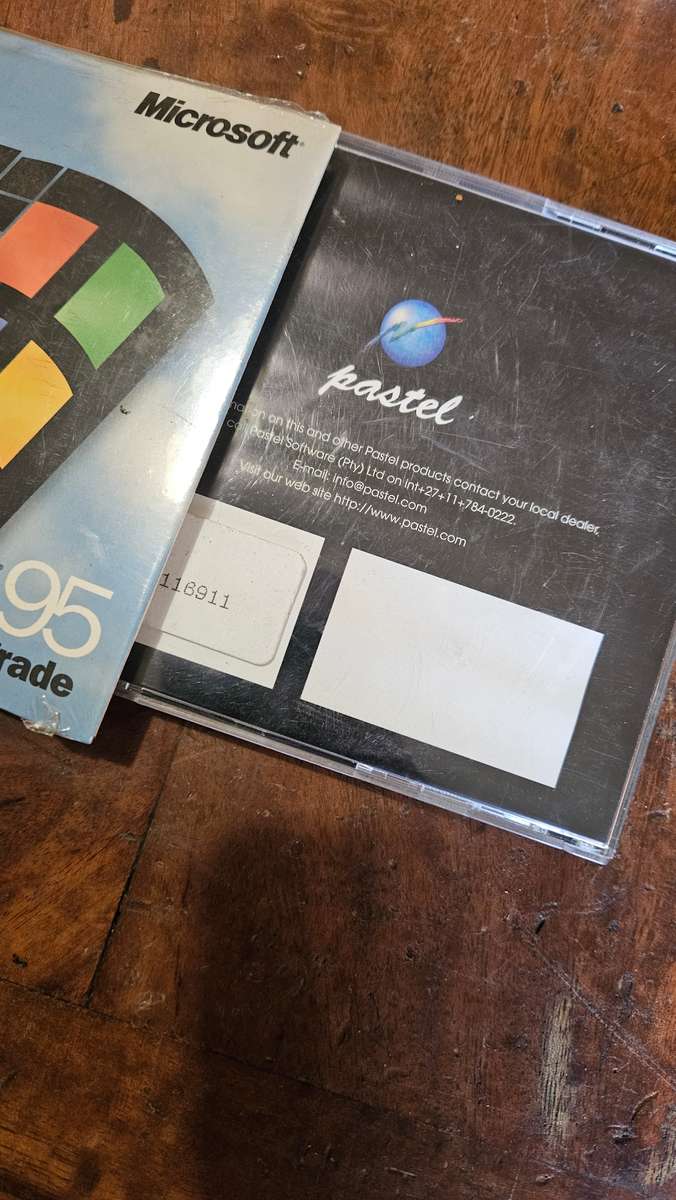 Microsoft
95
rade
pastel
on this and other Pastel products contact your local dealer,
Pastel Software (Pty) Ltd on int+27+11+784-0222.
E-mail: info@pastel.com
Visit our web site http://www.pastel.com
116911